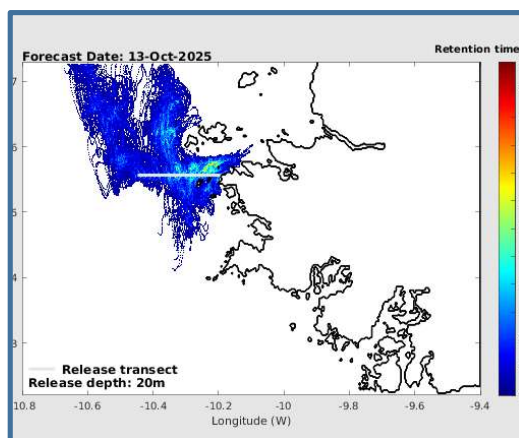 Retention time
Forecast Date: 13-Oct-2025
7
6
5
4
3
Release transect
Release depth: 20m
10.8 -10.6 -10.4 -10.2 -10 -9.8 -9.6 -9.4
Longitude (W)